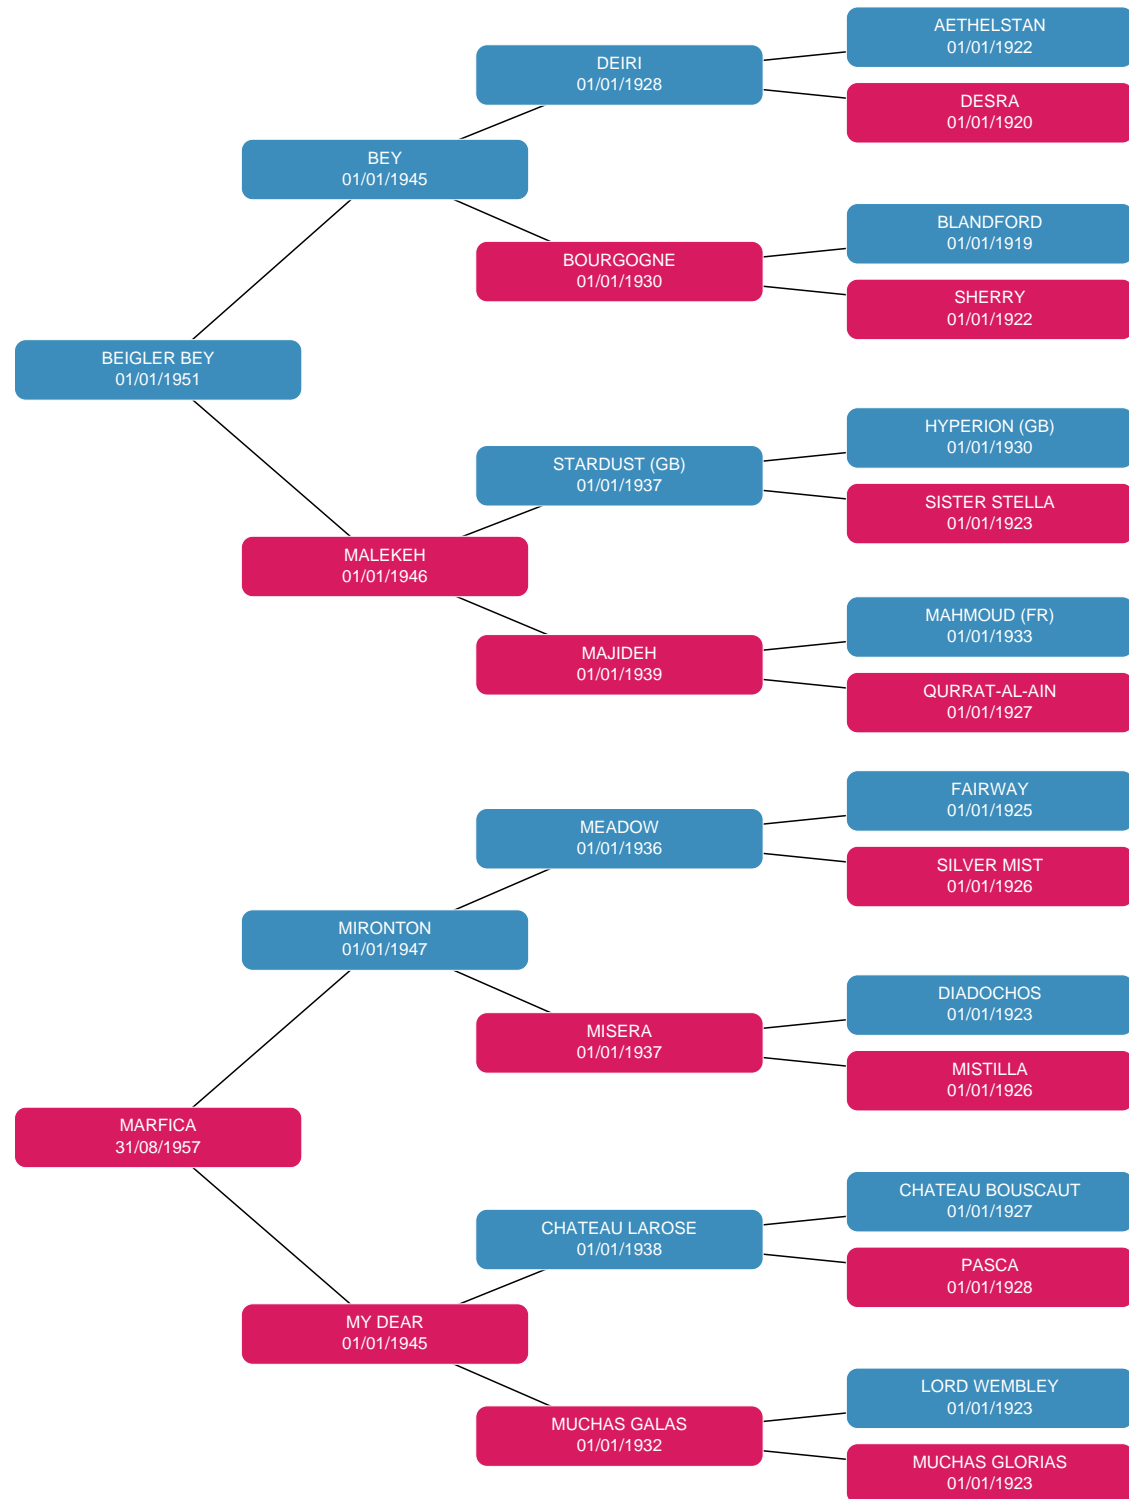 AETHELSTAN
01/01/1922
DEIRI
01/01/1928
DESRA
01/01/1920
BEY
01/01/1945
BLANDFORD
01/01/1919
BOURGOGNE
01/01/1930
SHERRY
01/01/1922
BEIGLER BEY
01/01/1951
HYPERION (GB)
01/01/1930
STARDUST (GB)
01/01/1937
SISTER STELLA
01/01/1923
MALEKEH
01/01/1946
MAHMOUD (FR)
01/01/1933
MAJIDEH
01/01/1939
QURRAT-AL-AIN
01/01/1927
FAIRWAY
01/01/1925
MEADOW
01/01/1936
SILVER MIST
01/01/1926
MIRONTON
01/01/1947
DIADOCHOS
01/01/1923
MISERA
01/01/1937
MISTILLA
01/01/1926
MARFICA
31/08/1957
CHATEAU BOUSCAUT
01/01/1927
CHATEAU LAROSE
01/01/1938
PASCA
01/01/1928
MY DEAR
01/01/1945
LORD WEMBLEY
01/01/1923
MUCHAS GALAS
01/01/1932
MUCHAS GLORIAS
01/01/1923